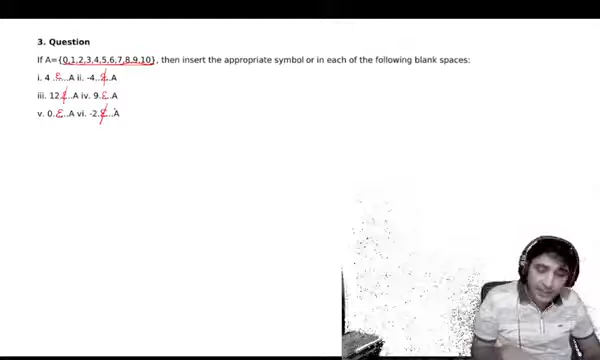 3. Question
If A={0,1,2,3,4,5,6,7,8,9,10}, then insert the appropriate symbol or in each of the following blank spaces:
i. 4 .∈...A ii. -4..∉.A
iii. 12.∉..A iv. 9.∈.A
v. 0.∈...A vi. -2.∉..A